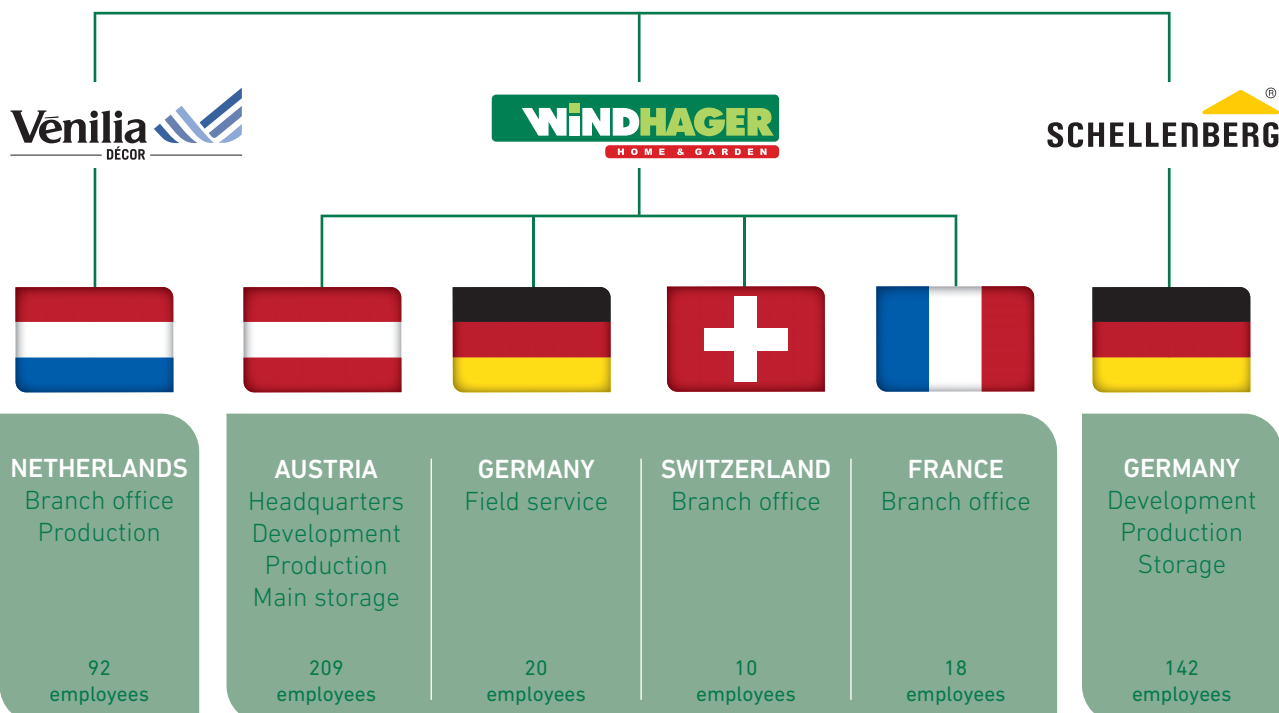 Vēnilia
DÉCOR
WiNDHAGER
HOME & GARDEN
®
SCHELLENBERG
NETHERLANDS
Branch office
Production
92
employees
AUSTRIA
Headquarters
Development
Production
Main storage
209
employees
GERMANY
Field service
20
employees
SWITZERLAND
Branch office
10
employees
FRANCE
Branch office
18
employees
GERMANY
Development
Production
Storage
142
employees